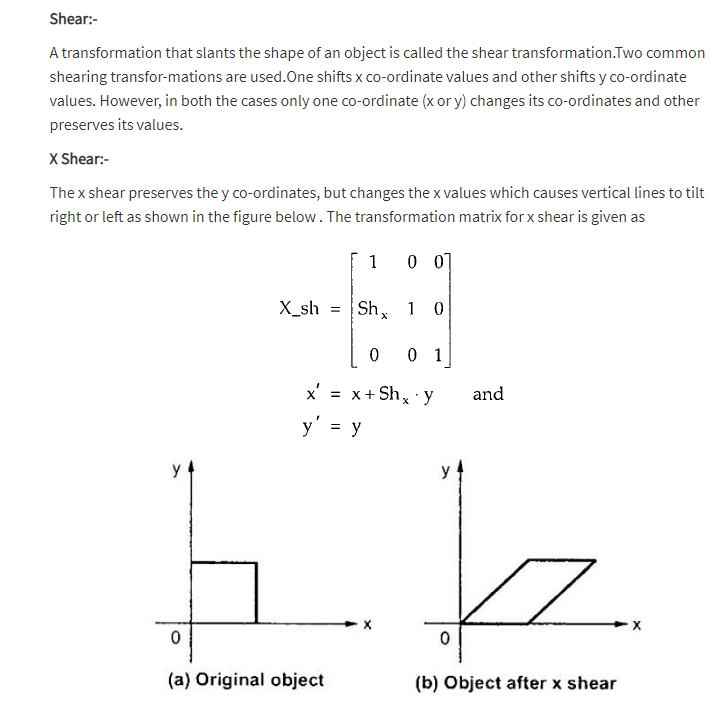 Shear:-
A transformation that slants the shape of an object is called the shear transformation.Two common
shearing transfor-mations are used.One shifts x co-ordinate values and other shifts y co-ordinate
values. However, in both the cases only one co-ordinate (x or y) changes its co-ordinates and other
preserves its values.
X Shear:-
The x shear preserves the y co-ordinates, but changes the x values which causes vertical lines to tilt
right or left as shown in the figure below . The transformation matrix for x shear is given as
1 0 0
X_sh = Shₓ 1 0
0 0 1
x' = x + Shₓ · y and
y' = y
y y
x x
0 0
(a) Original object (b) Object after x shear